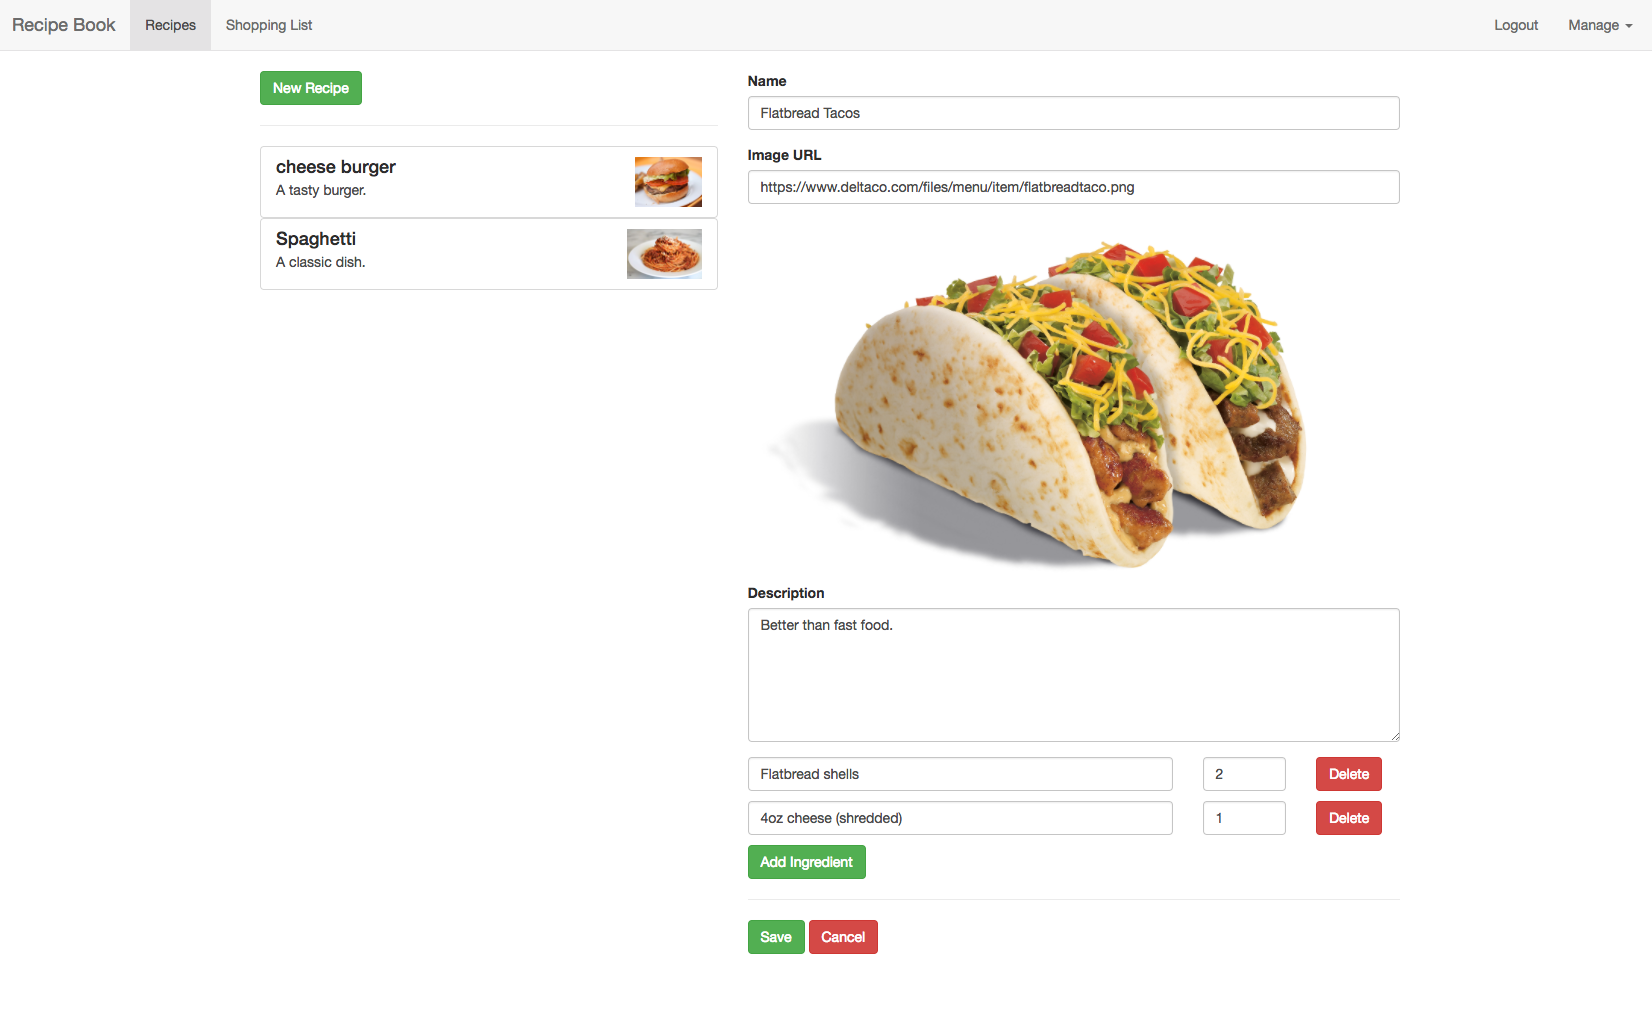 Recipe Book Recipes Shopping List Logout Manage
New Recipe
cheese burger
A tasty burger.
Spaghetti
A classic dish.
Name
Flatbread Tacos
Image URL
https://www.deltaco.com/files/menu/item/flatbreadtaco.png
Description
Better than fast food.
Flatbread shells 2 Delete
4oz cheese (shredded) 1 Delete
Add Ingredient
Save Cancel